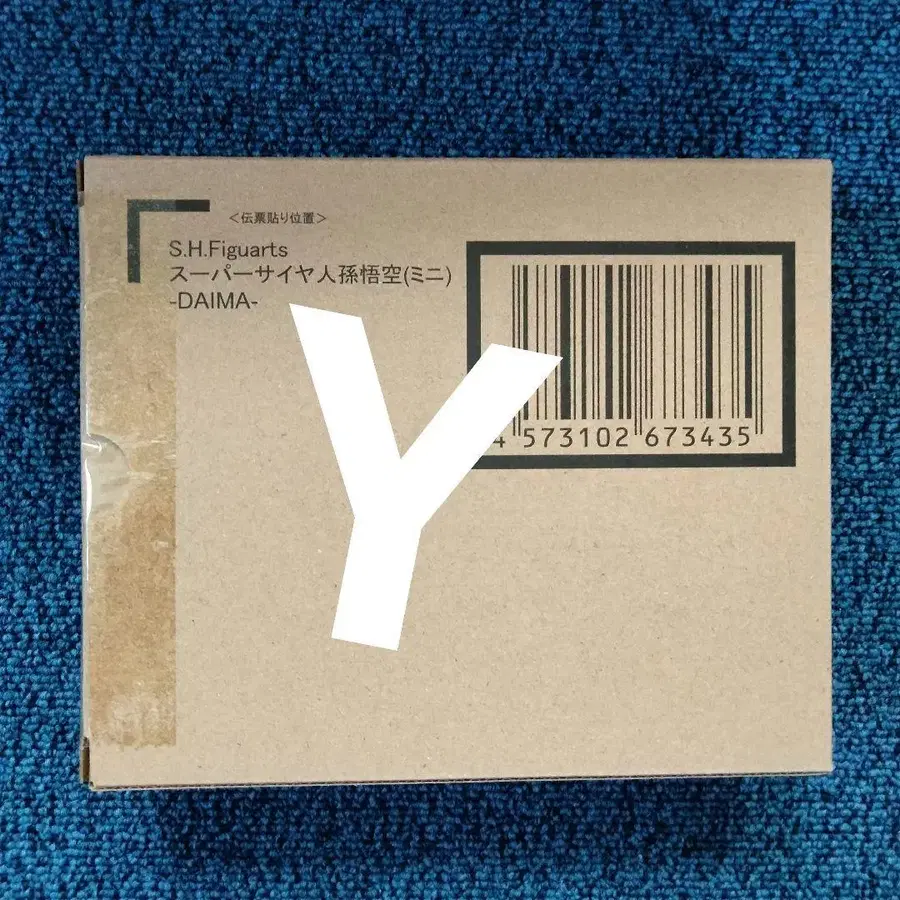 <伝票貼り位置>
S.H.Figuarts
スーパーサイヤ人孫悟空(ミニ)
-DAIMA-
Y
4 573102 673435